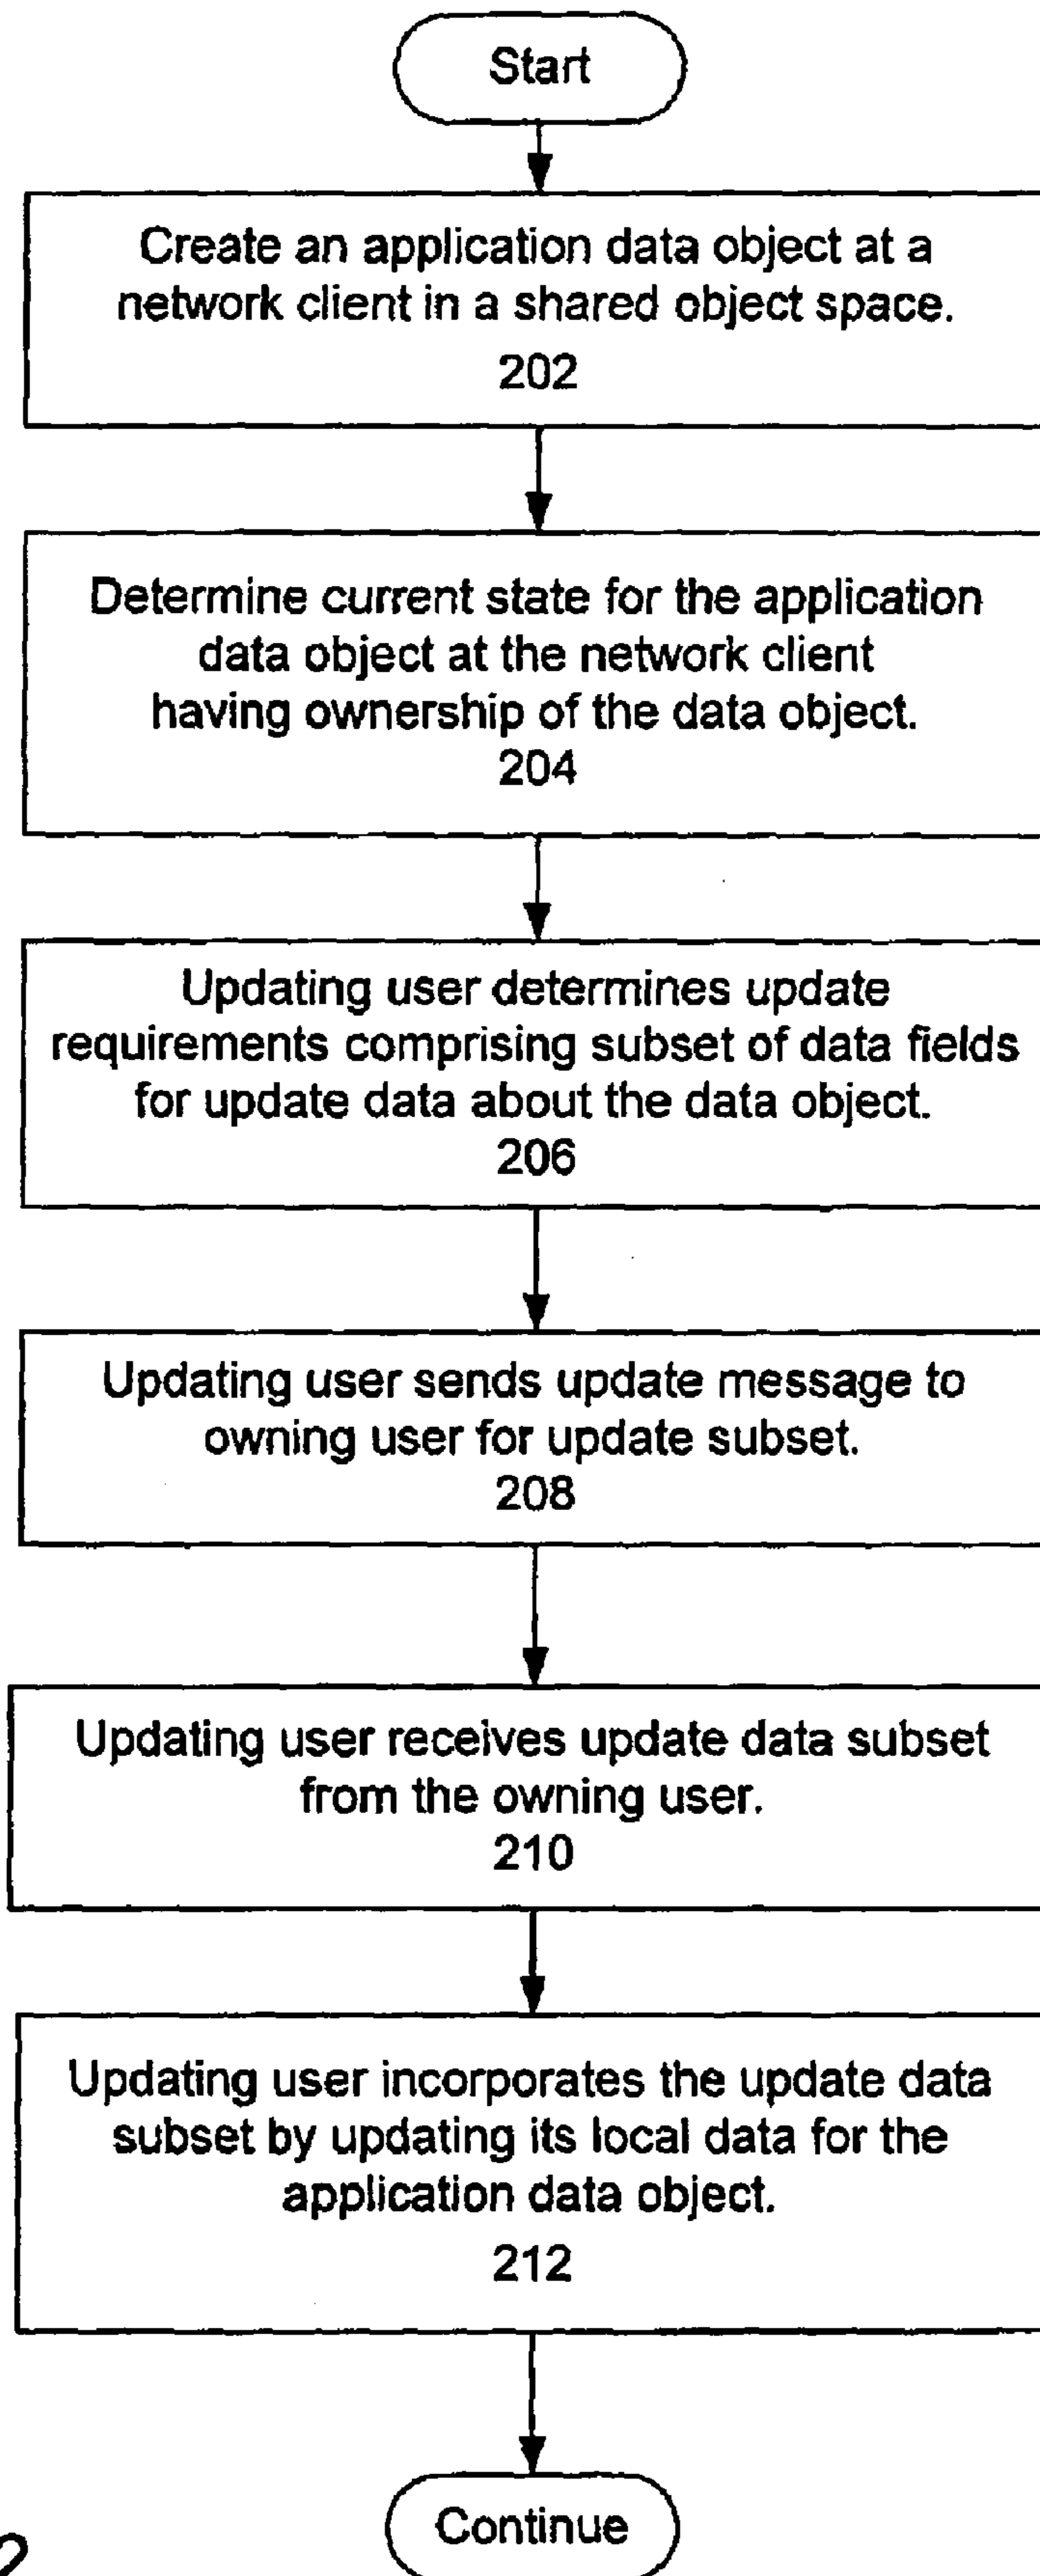 Start
Create an application data object at a
network client in a shared object space.
202
Determine current state for the application
data object at the network client
having ownership of the data object.
204
Updating user determines update
requirements comprising subset of data fields
for update data about the data object.
206
Updating user sends update message to
owning user for update subset.
208
Updating user receives update data subset
from the owning user.
210
Updating user incorporates the update data
subset by updating its local data for the
application data object.
212
Continue